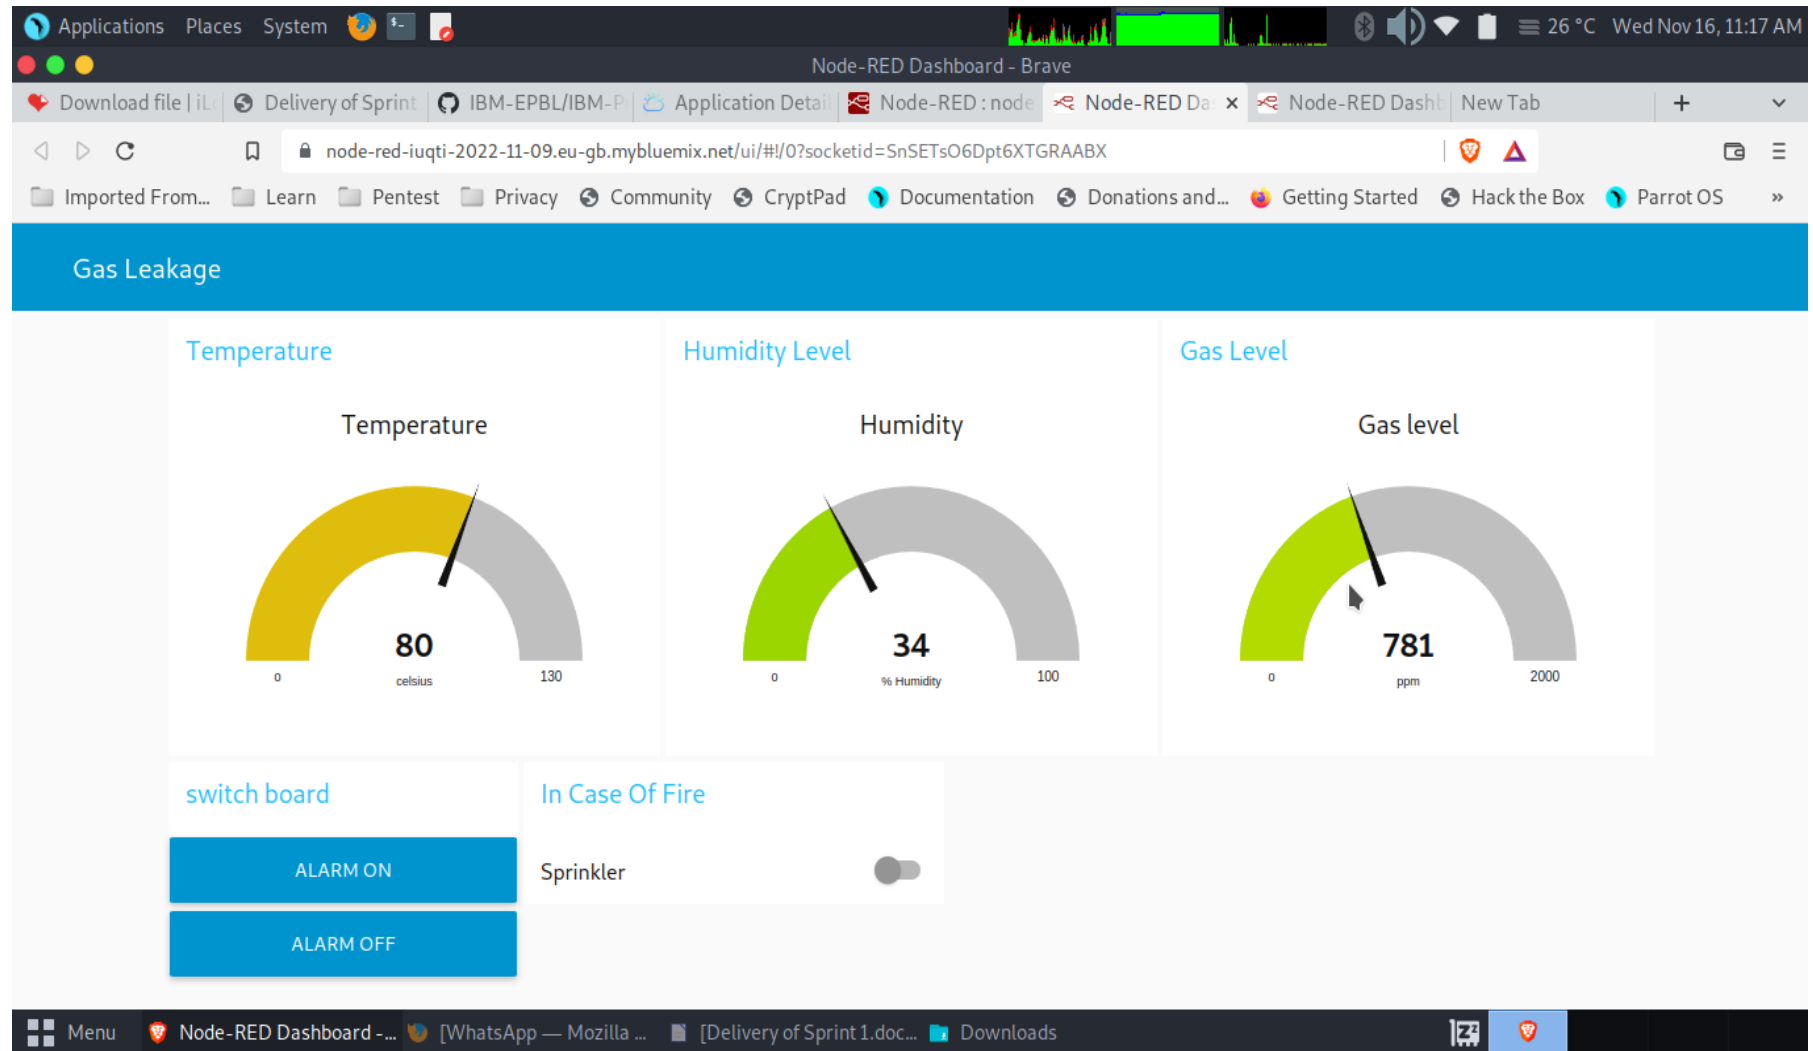 Applications Places System 26 °C Wed Nov 16, 11:17 AM
Node-RED Dashboard - Brave
Download file | iL Delivery of Sprint IBM-EPBL/IBM-P Application Detail Node-RED : node Node-RED Da × Node-RED Dashb New Tab
node-red-iuqti-2022-11-09.eu-gb.mybluemix.net/ui/#!/0?socketid=SnSETsO6Dpt6XTGRAABX
Imported From... Learn Pentest Privacy Community CryptPad Documentation Donations and... Getting Started Hack the Box Parrot OS »
Gas Leakage
Temperature
Temperature
80
0 celsius 130
Humidity Level
Humidity
34
0 % Humidity 100
Gas Level
Gas level
781
0 ppm 2000
switch board
ALARM ON
ALARM OFF
In Case Of Fire
Sprinkler
Menu Node-RED Dashboard -... [WhatsApp — Mozilla ... [Delivery of Sprint 1.doc... Downloads